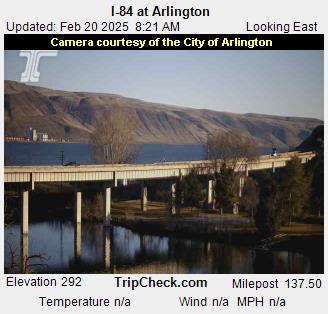 I-84 at Arlington
Updated: Feb 20 2025 8:21 AM Looking East
Camera courtesy of the City of Arlington
Elevation 292 TripCheck.com Milepost 137.50
Temperature n/a Wind n/a MPH n/a